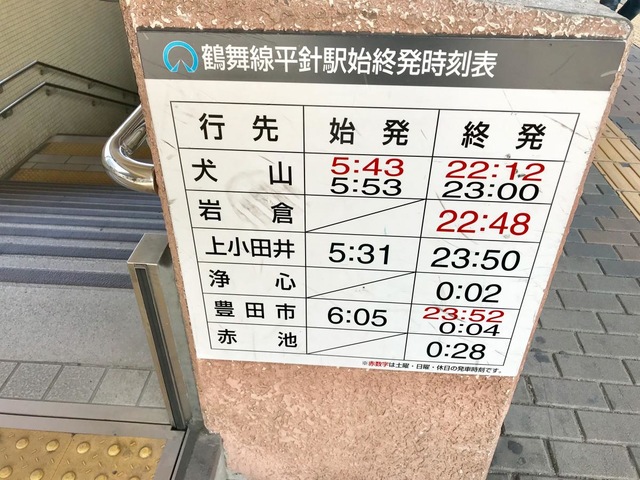 鶴舞線平針駅始終発時刻表
行先 始発 終発
犬山 5:43 22:12
5:53 23:00
岩倉 22:48
上小田井 5:31 23:50
浄心 0:02
豊田市 6:05 23:52
0:04
赤池 0:28
※赤数字は土曜・日曜・休日の発車時刻です。